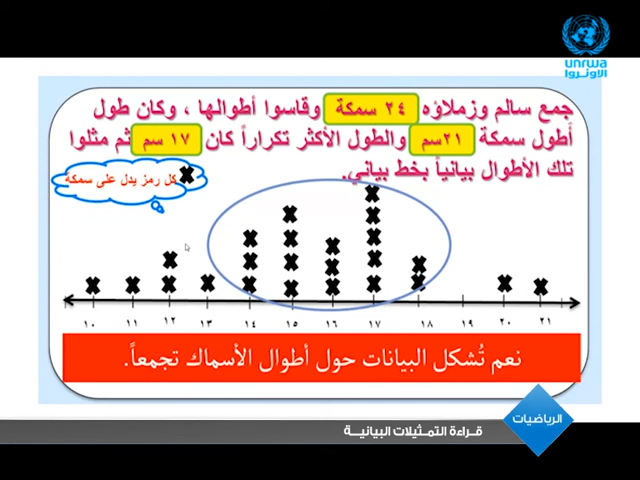 unrwa
الاونروا
جمع سالم وزملاؤه ٢٤ سمكة وقاسوا أطوالها ، وكان طول
أطول سمكة ٢١سم والطول الأكثر تكراراً كان ١٧ سم ثم مثلوا
تلك الأطوال بيانياً بخط بياني.
كل رمز يدل على سمكة
١٠ ١١ ١٢ ١٣ ١٤ ١٥ ١٦ ١٧ ١٨ ١٩ ٢٠ ٢١
نعم تُشكل البيانات حول أطوال الأسماك تجمعاً.
الرياضيات
قـراءة التمـثيلات البيانيـة